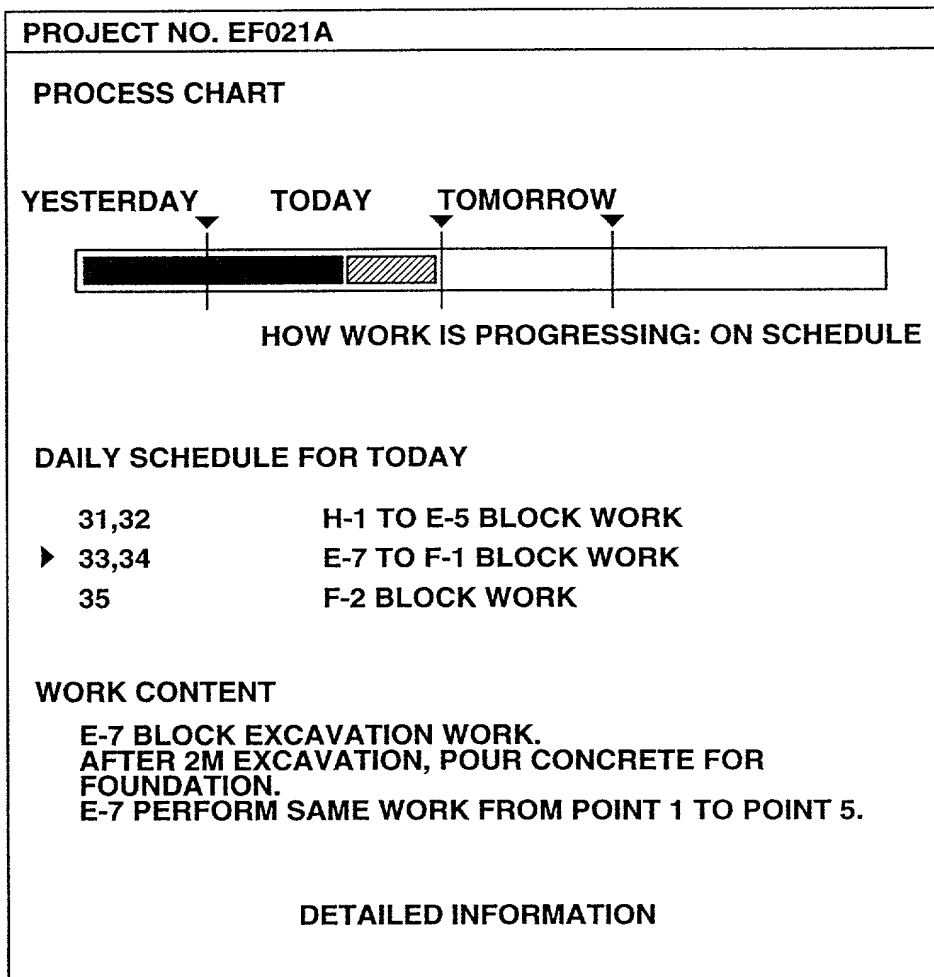 PROJECT NO. EF021A
PROCESS CHART
YESTERDAY TODAY TOMORROW
HOW WORK IS PROGRESSING: ON SCHEDULE
DAILY SCHEDULE FOR TODAY
31,32 H-1 TO E-5 BLOCK WORK
33,34 E-7 TO F-1 BLOCK WORK
35 F-2 BLOCK WORK
WORK CONTENT
E-7 BLOCK EXCAVATION WORK.
AFTER 2M EXCAVATION, POUR CONCRETE FOR
FOUNDATION.
E-7 PERFORM SAME WORK FROM POINT 1 TO POINT 5.
DETAILED INFORMATION